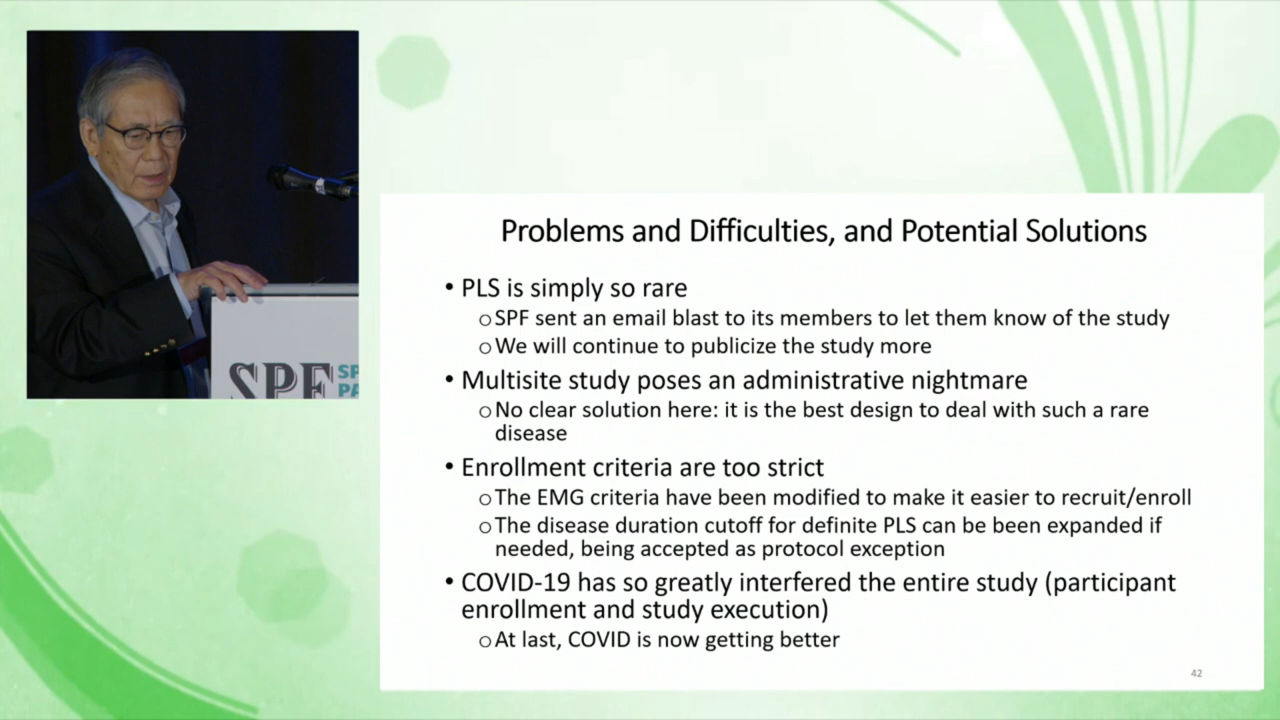 Problems and Difficulties, and Potential Solutions
• PLS is simply so rare
o SPF sent an email blast to its members to let them know of the study
o We will continue to publicize the study more
• Multisite study poses an administrative nightmare
o No clear solution here: it is the best design to deal with such a rare
disease
• Enrollment criteria are too strict
o The EMG criteria have been modified to make it easier to recruit/enroll
o The disease duration cutoff for definite PLS can be been expanded if
needed, being accepted as protocol exception
• COVID-19 has so greatly interfered the entire study (participant
enrollment and study execution)
o At last, COVID is now getting better
42
SPF
SP
PA